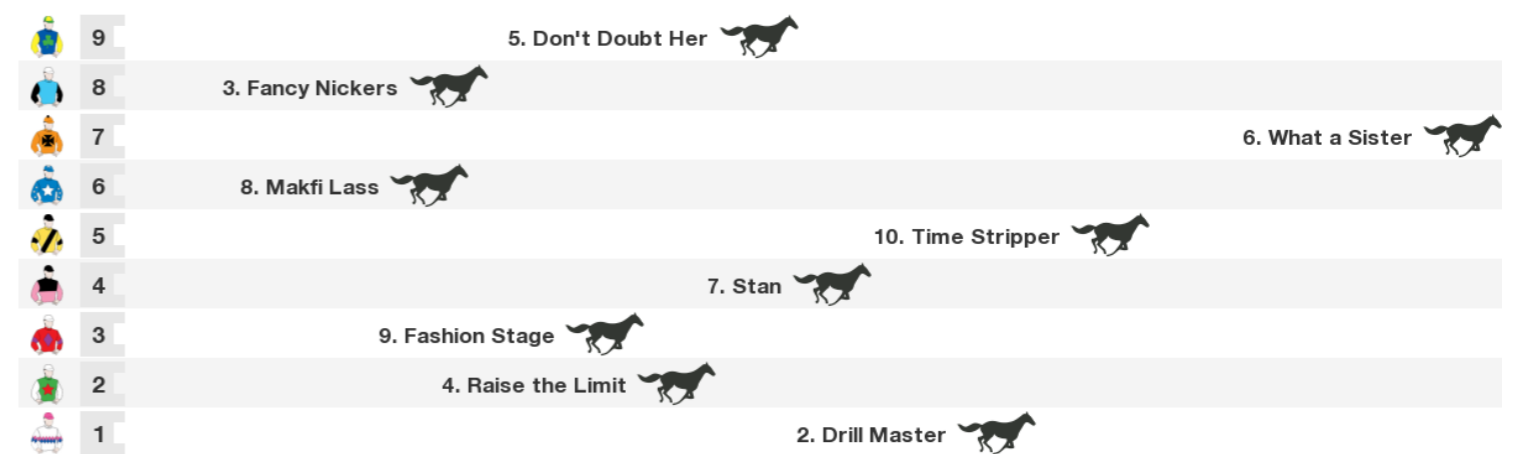 9 5. Don't Doubt Her
8 3. Fancy Nickers
7 6. What a Sister
6 8. Makfi Lass
5 10. Time Stripper
4 7. Stan
3 9. Fashion Stage
2 4. Raise the Limit
1 2. Drill Master